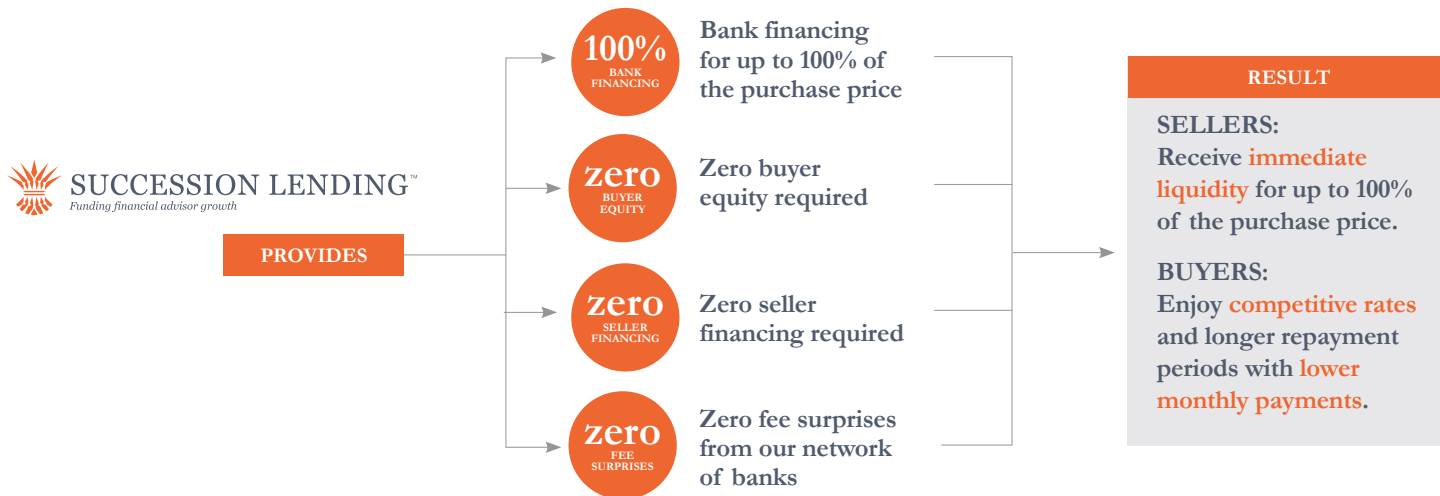 SUCCESSION LENDING™
Funding financial advisor growth
PROVIDES
100%
BANK
FINANCING
Bank financing
for up to 100% of
the purchase price
zero
BUYER
EQUITY
Zero buyer
equity required
zero
SELLER
FINANCING
Zero seller
financing required
zero
FEE
SURPRISES
Zero fee surprises
from our network
of banks
RESULT
SELLERS:
Receive immediate
liquidity for up to 100%
of the purchase price.
BUYERS:
Enjoy competitive rates
and longer repayment
periods with lower
monthly payments.